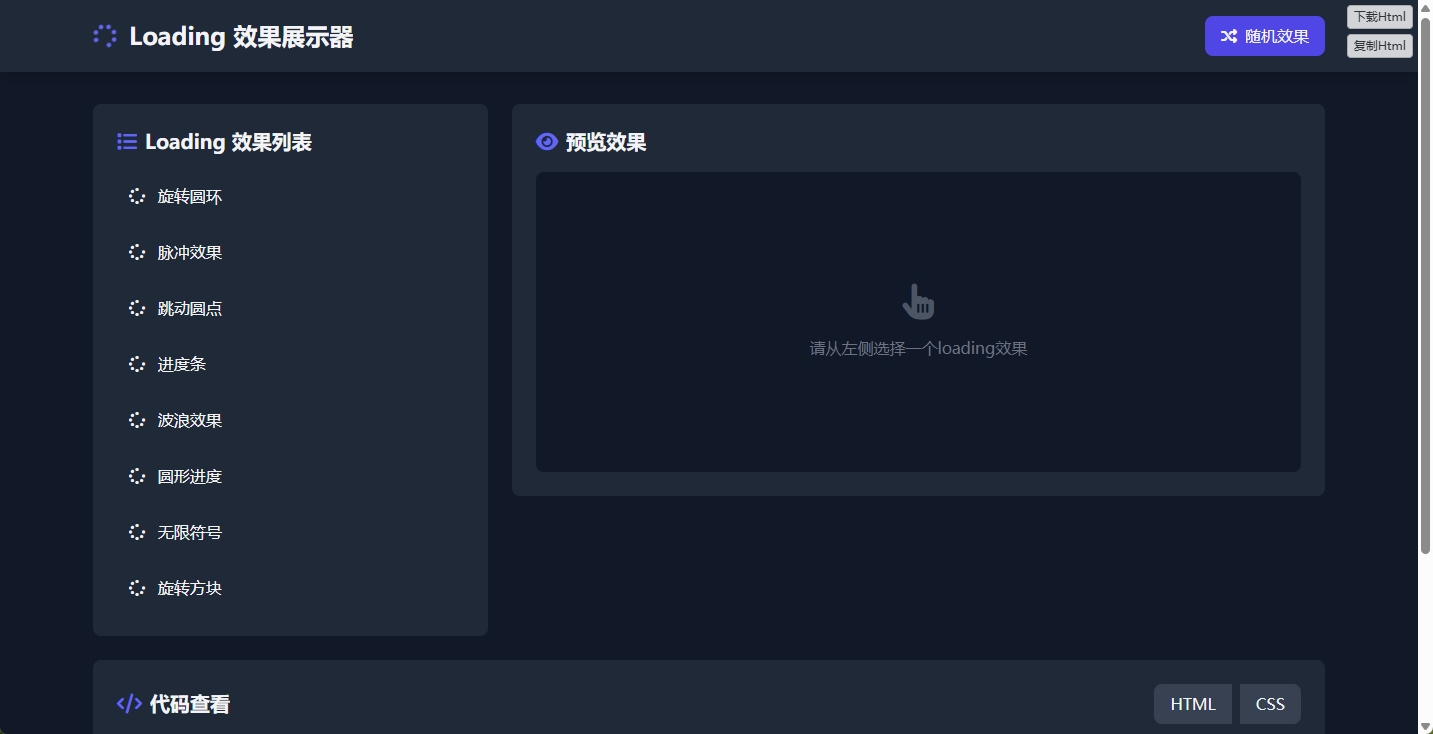 Loading 效果展示器
随机效果
下载Html
复制Html
Loading 效果列表
旋转圆环
脉冲效果
跳动圆点
进度条
波浪效果
圆形进度
无限符号
旋转方块
预览效果
请从左侧选择一个loading效果
代码查看
HTML
CSS